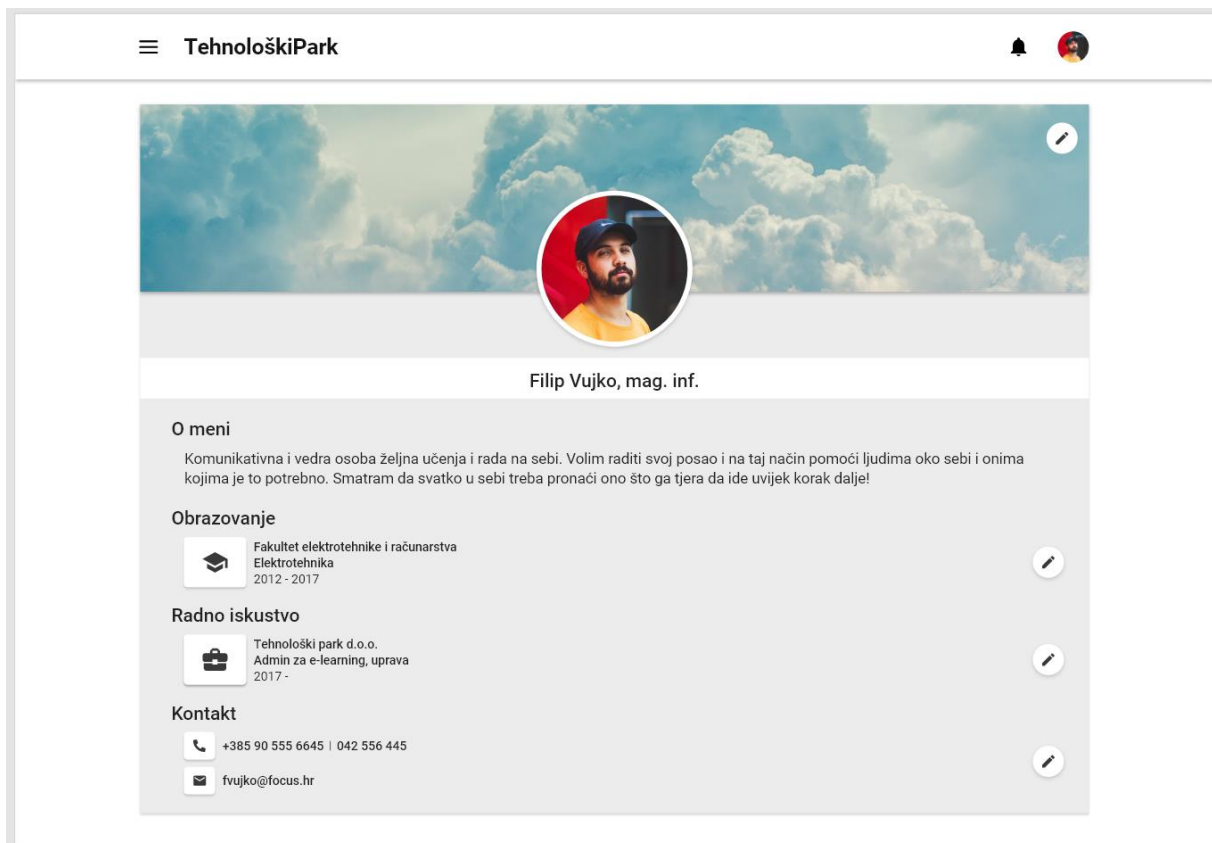 TehnološkiPark
Filip Vujko, mag. inf.
O meni
Komunikativna i vedra osoba željna učenja i rada na sebi. Volim raditi svoj posao i na taj način pomoći ljudima oko sebi i onima
kojima je to potrebno. Smatram da svatko u sebi treba pronaći ono što ga tjera da ide uvijek korak dalje!
Obrazovanje
Fakultet elektrotehnike i računarstva
Elektrotehnika
2012 - 2017
Radno iskustvo
Tehnološki park d.o.o.
Admin za e-learning, uprava
2017 -
Kontakt
+385 90 555 6645 | 042 556 445
fvujko@focus.hr